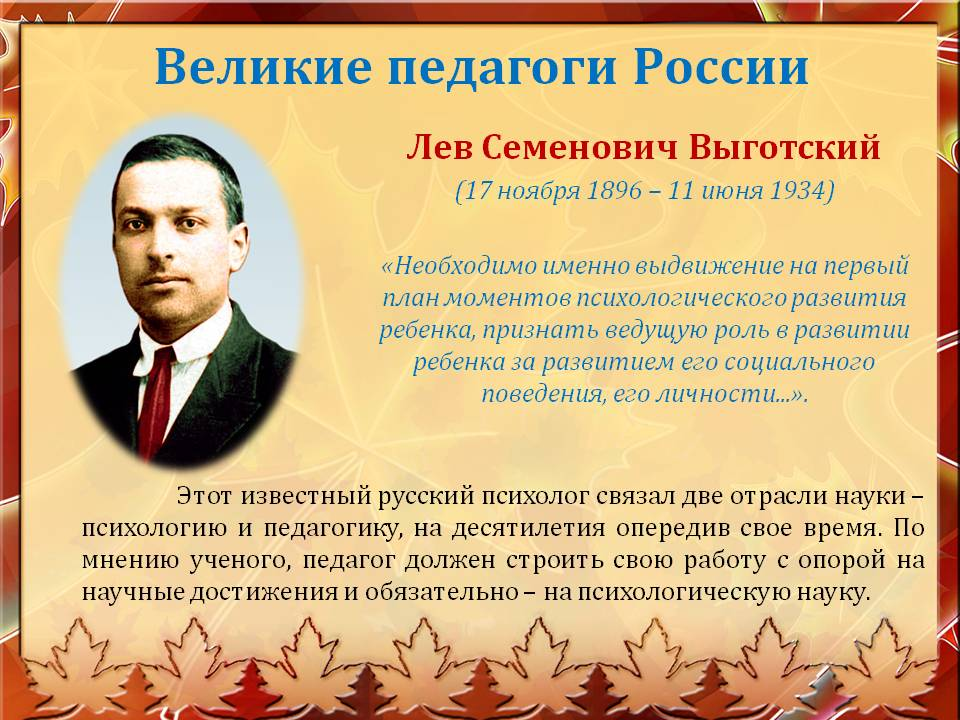 Великие педагоги России
Лев Семенович Выготский
(17 ноября 1896 – 11 июня 1934)
«Необходимо именно выдвижение на первый
план моментов психологического развития
ребенка, признать ведущую роль в развитии
ребенка за развитием его социального
поведения, его личности...».
Этот известный русский психолог связал две отрасли науки –
психологию и педагогику, на десятилетия опередив свое время. По
мнению ученого, педагог должен строить свою работу с опорой на
научные достижения и обязательно – на психологическую науку.